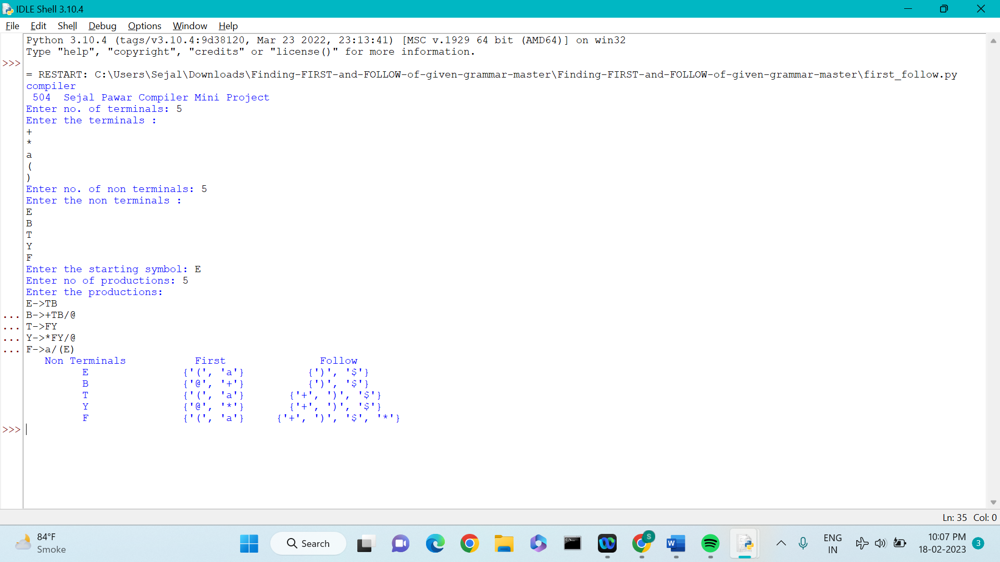 IDLE Shell 3.10.4
File Edit Shell Debug Options Window Help
Python 3.10.4 (tags/v3.10.4:9d38120, Mar 23 2022, 23:13:41) [MSC v.1929 64 bit (AMD64)] on win32
Type "help", "copyright", "credits" or "license()" for more information.
>>>
= RESTART: C:\Users\Sejal\Downloads\Finding-FIRST-and-FOLLOW-of-given-grammar-master\Finding-FIRST-and-FOLLOW-of-given-grammar-master\first_follow.py
compiler
504  Sejal Pawar Compiler Mini Project
Enter no. of terminals: 5
Enter the terminals :
+
*
a
(
)
Enter no. of non terminals: 5
Enter the non terminals :
E
B
T
Y
F
Enter the starting symbol: E
Enter no of productions: 5
Enter the productions:
E->TB
... B->+TB/@
... T->FY
... Y->*FY/@
... F->a/(E)
Non Terminals First Follow
E {'(', 'a'} {')', '$'}
B {'@', '+'} {')', '$'}
T {'(', 'a'} {'+', ')', '$'}
Y {'@', '*'} {'+', ')', '$'}
F {'(', 'a'} {'+', ')', '$', '*'}
>>>
Ln: 35 Col: 0
84°F
Smoke
Search
S
W
ENG
IN
10:07 PM
18-02-2023
3